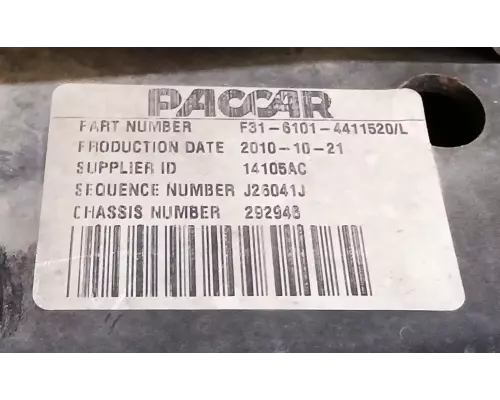 PACCAR
PART NUMBER F31-6101-4411520/L
PRODUCTION DATE 2010-10-21
SUPPLIER ID 14105AC
SEQUENCE NUMBER J26041J
CHASSIS NUMBER 292948